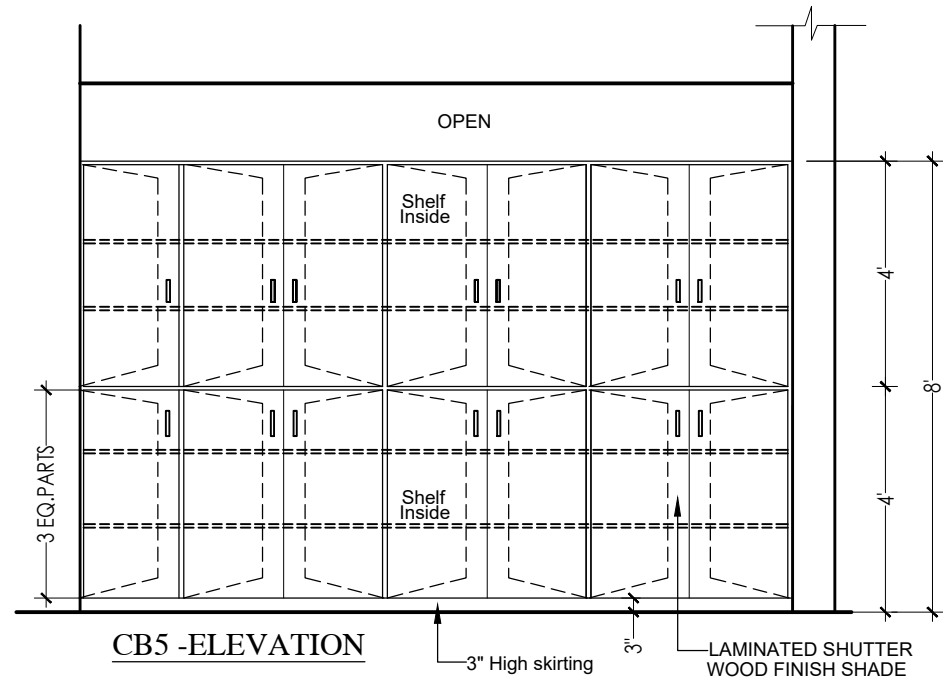 OPEN
Shelf
Inside
4'
8'
3 EQ.PARTS
4'
Shelf
Inside
CB5 -ELEVATION
3" High skirting
3"
LAMINATED SHUTTER
WOOD FINISH SHADE